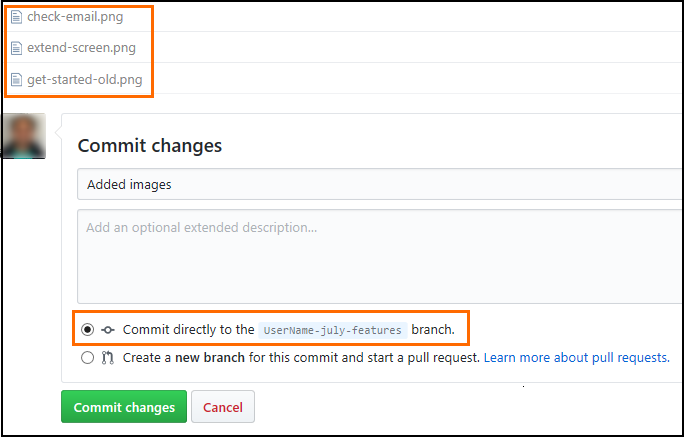 check-email.png
extend-screen.png
get-started-old.png
Commit changes
Added images
Add an optional extended description...
Commit directly to the UserName-july-features branch.
Create a new branch for this commit and start a pull request. Learn more about pull requests.
Commit changes Cancel